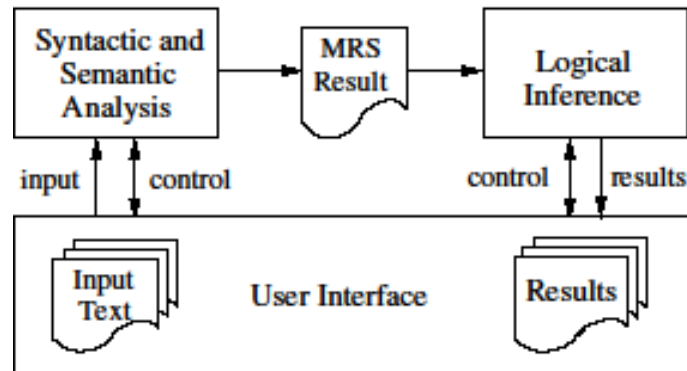 Syntactic and
Semantic
Analysis
MRS
Result
Logical
Inference
input
control
control
results
Input
Text
User Interface
Results